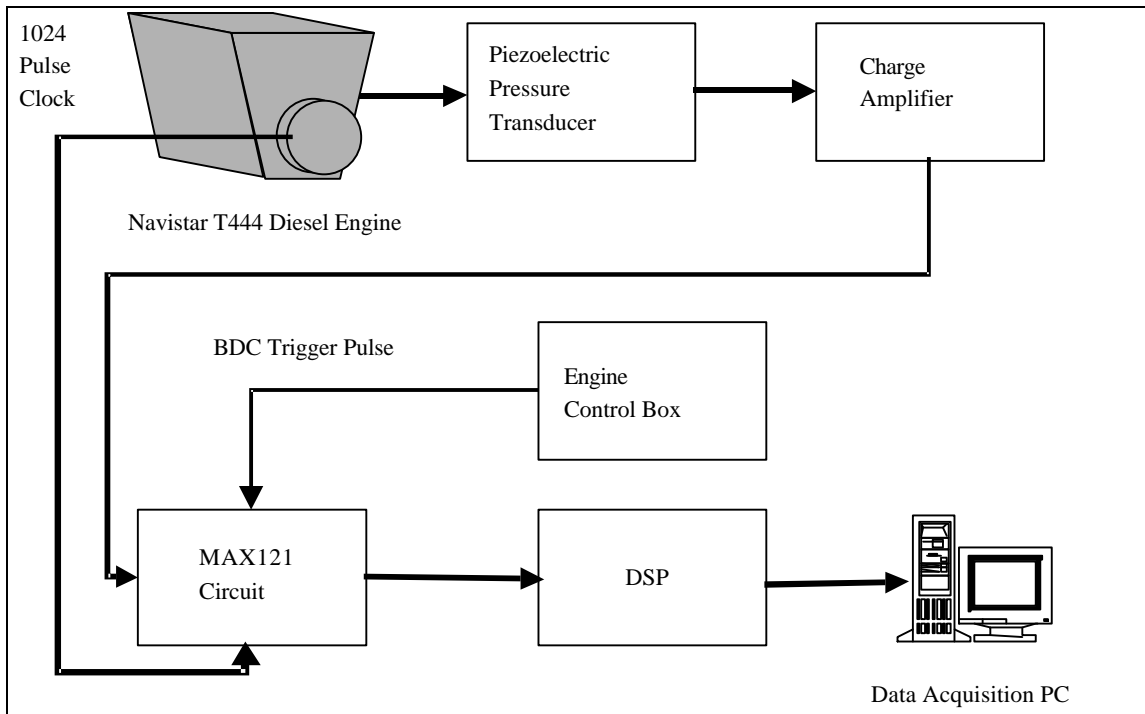 1024
Pulse
Clock
Piezoelectric
Pressure
Transducer
Charge
Amplifier
Navistar T444 Diesel Engine
BDC Trigger Pulse
Engine
Control Box
MAX121
Circuit
DSP
Data Acquisition PC